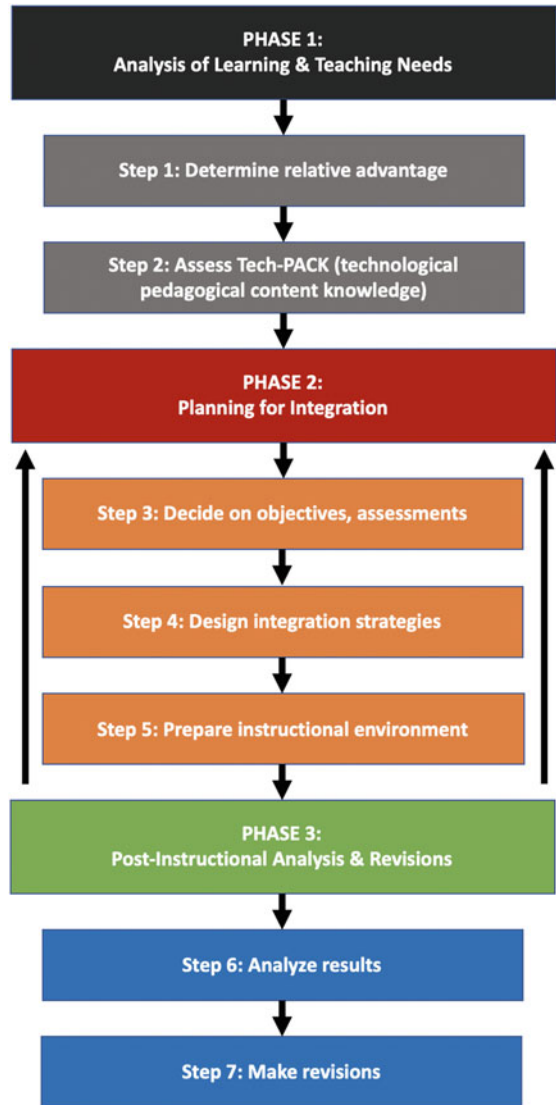 PHASE 1:
Analysis of Learning & Teaching Needs
Step 1: Determine relative advantage
Step 2: Assess Tech-PACK (technological
pedagogical content knowledge)
PHASE 2:
Planning for Integration
Step 3: Decide on objectives, assessments
Step 4: Design integration strategies
Step 5: Prepare instructional environment
PHASE 3:
Post-Instructional Analysis & Revisions
Step 6: Analyze results
Step 7: Make revisions